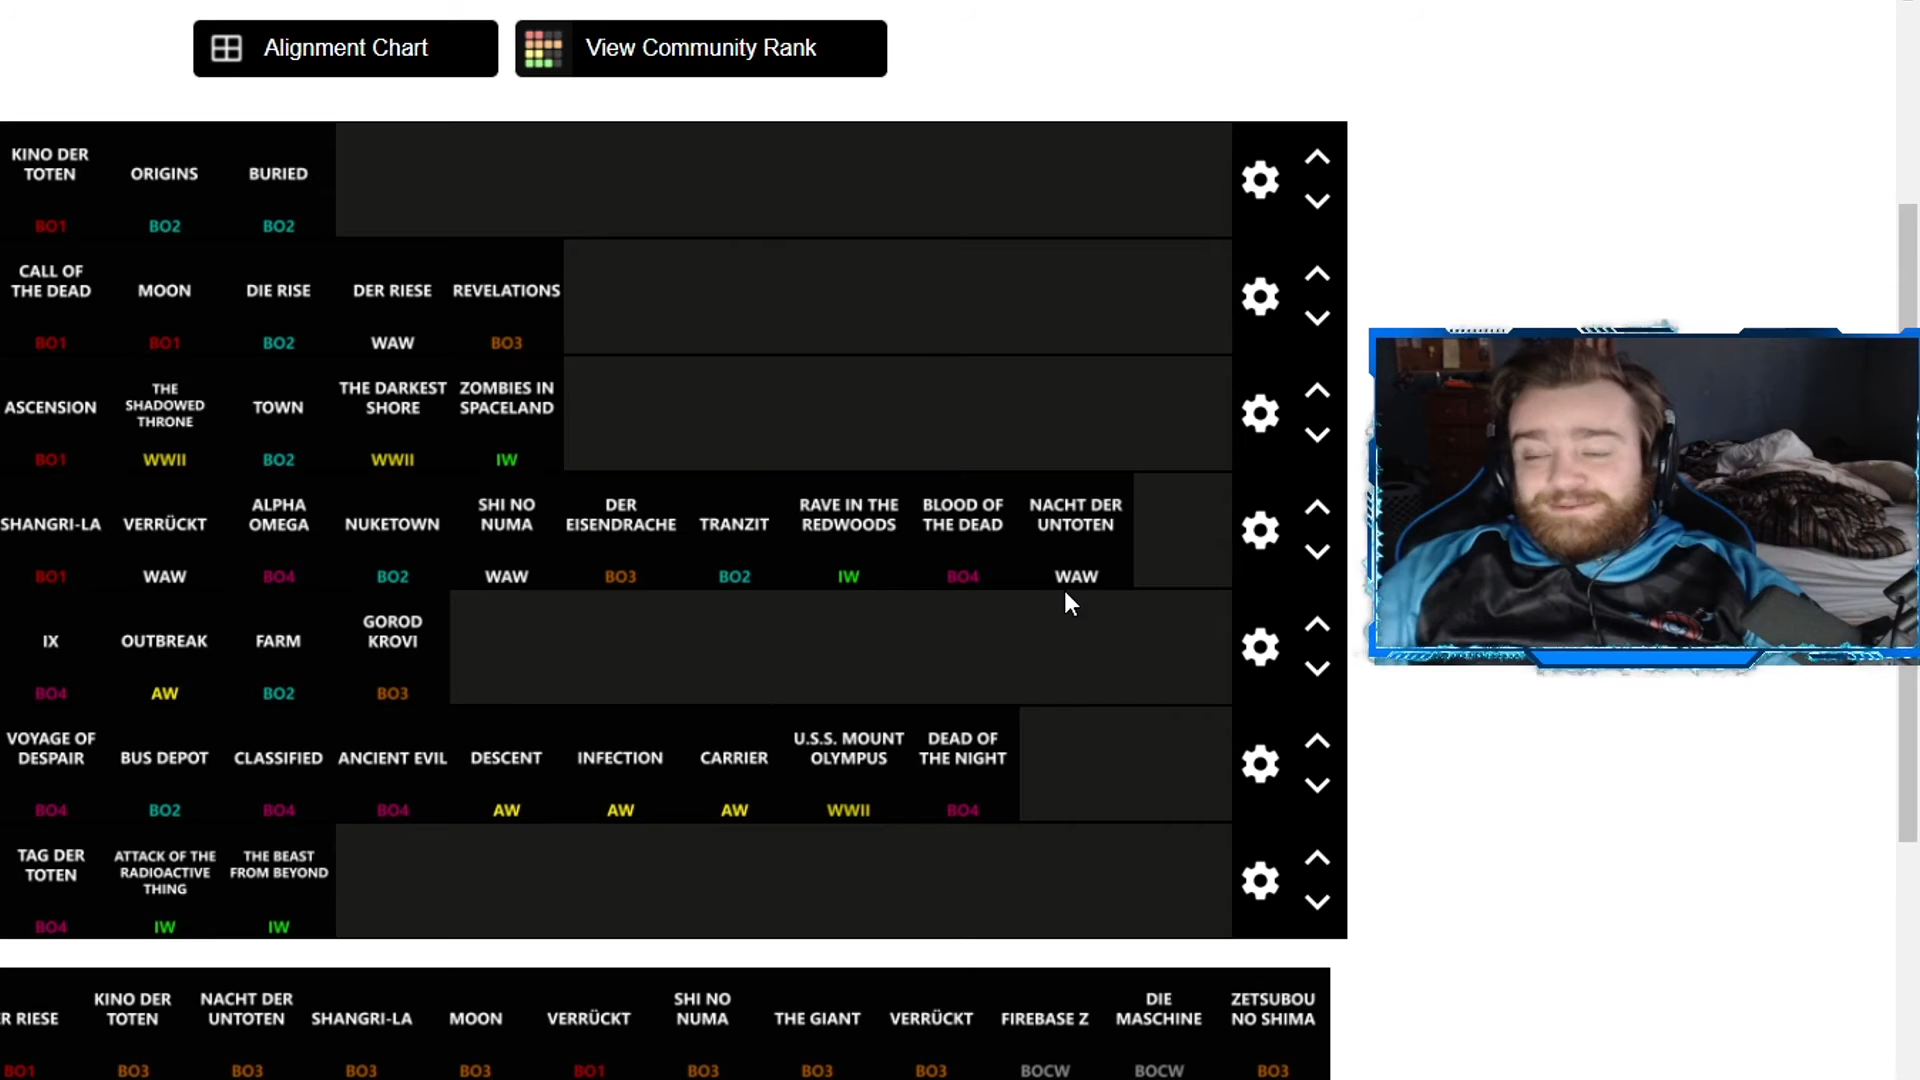 Alignment Chart
View Community Rank
KINO DER TOTEN BO1
ORIGINS BO2
BURIED BO2
CALL OF THE DEAD BO1
MOON BO1
DIE RISE BO2
DER RIESE WAW
REVELATIONS BO3
ASCENSION BO1
THE SHADOWED THRONE WWII
TOWN BO2
THE DARKEST SHORE WWII
ZOMBIES IN SPACELAND IW
SHANGRI-LA BO1
VERRÜCKT WAW
ALPHA OMEGA BO4
NUKETOWN BO2
SHI NO NUMA WAW
DER EISENDRACHE BO3
TRANZIT BO2
RAVE IN THE REDWOODS IW
BLOOD OF THE DEAD BO4
NACHT DER UNTOTEN WAW
IX BO4
OUTBREAK AW
FARM BO2
GOROD KROVI BO3
VOYAGE OF DESPAIR BO4
BUS DEPOT BO2
CLASSIFIED BO4
ANCIENT EVIL BO4
DESCENT AW
INFECTION AW
CARRIER AW
U.S.S. MOUNT OLYMPUS WWII
DEAD OF THE NIGHT BO4
TAG DER TOTEN BO4
ATTACK OF THE RADIOACTIVE THING IW
THE BEAST FROM BEYOND IW
R RIESE BO1
KINO DER TOTEN BO3
NACHT DER UNTOTEN BO3
SHANGRI-LA BO3
MOON BO3
VERRÜCKT BO1
SHI NO NUMA BO3
THE GIANT BO3
VERRÜCKT BO3
FIREBASE Z BOCW
DIE MASCHINE BOCW
ZETSUBOU NO SHIMA BO3